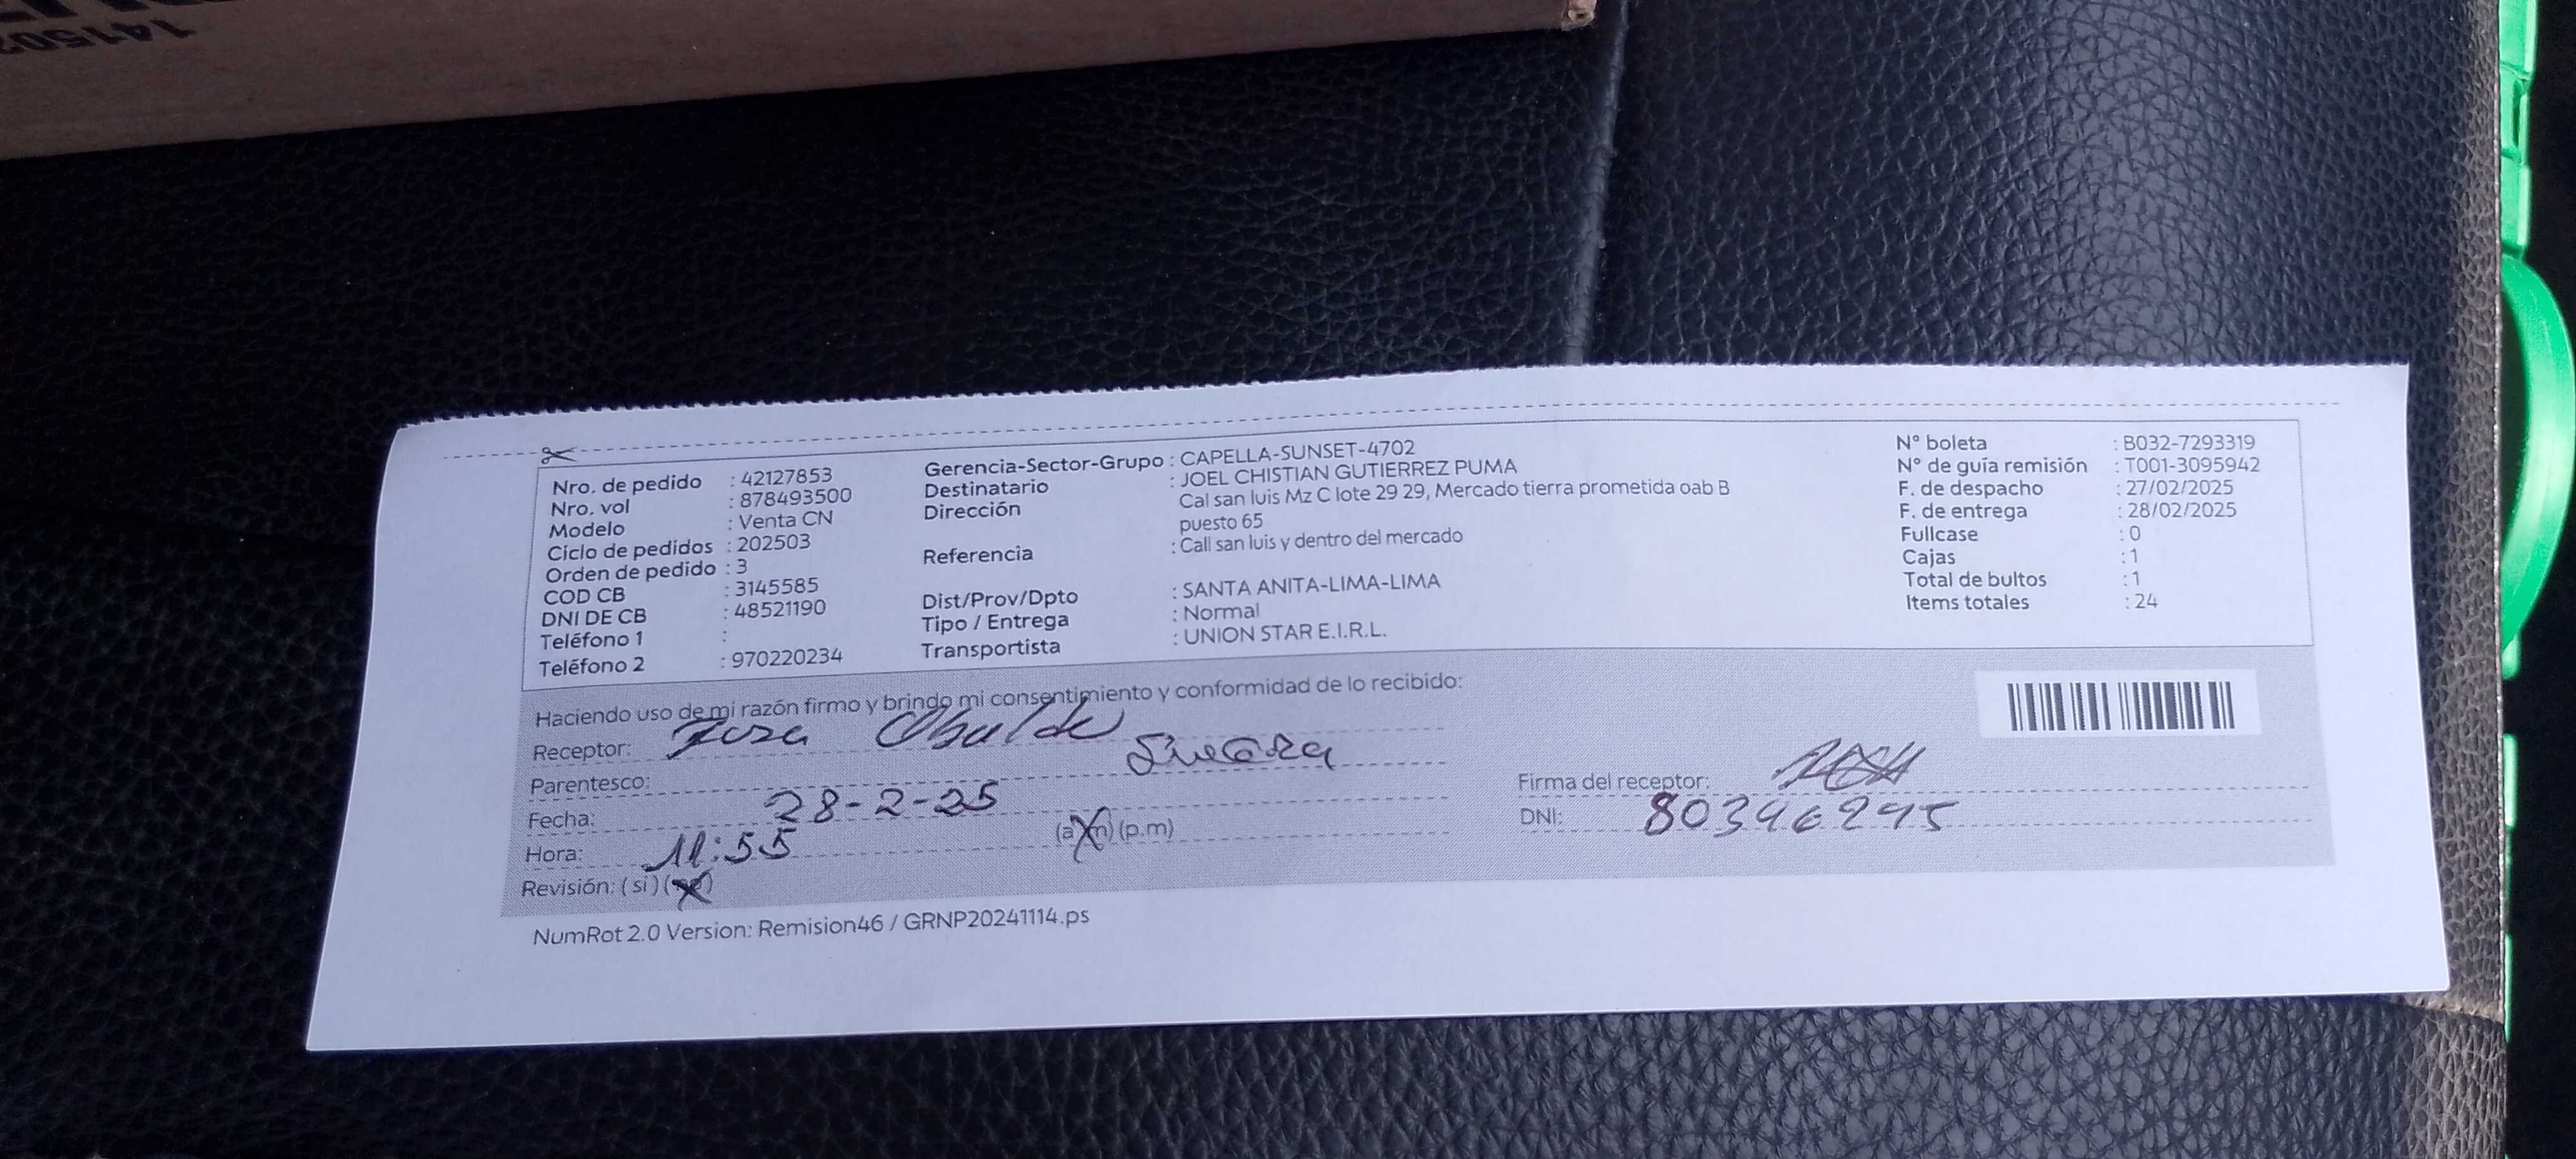 141502
Nro. de pedido : 42127853
Nro. vol : 878493500
Modelo : Venta CN
Ciclo de pedidos : 202503
Orden de pedido : 3
COD CB : 3145585
DNI DE CB : 48521190
Teléfono 1 :
Teléfono 2 : 970220234
Gerencia-Sector-Grupo : CAPELLA-SUNSET-4702
Destinatario : JOEL CHISTIAN GUTIERREZ PUMA
Dirección Cal san luis Mz C lote 29 29, Mercado tierra prometida oab B
puesto 65
Referencia : Call san luis y dentro del mercado
Dist/Prov/Dpto : SANTA ANITA-LIMA-LIMA
Tipo / Entrega : Normal
Transportista : UNION STAR E.I.R.L.
N° boleta : B032-7293319
N° de guía remisión : T001-3095942
F. de despacho : 27/02/2025
F. de entrega : 28/02/2025
Fullcase : 0
Cajas : 1
Total de bultos : 1
Items totales : 24
Haciendo uso de mi razón firmo y brindo mi consentimiento y conformidad de lo recibido:
Receptor:
Parentesco: Suegra
Fecha: 28-2-25
Hora: 11:55 (a.m) (p.m)
Revisión: (si) (no)
Firma del receptor:
DNI: 80396295
NumRot 2.0 Version: Remision46 / GRNP20241114.ps